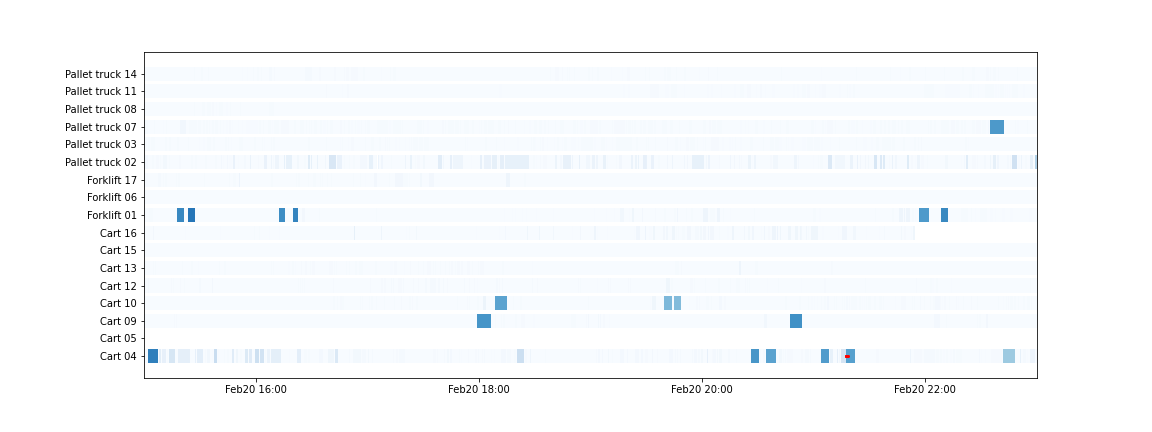 Pallet truck 14
Pallet truck 11
Pallet truck 08
Pallet truck 07
Pallet truck 03
Pallet truck 02
Forklift 17
Forklift 06
Forklift 01
Cart 16
Cart 15
Cart 13
Cart 12
Cart 10
Cart 09
Cart 05
Cart 04
Feb20 16:00 Feb20 18:00 Feb20 20:00 Feb20 22:00